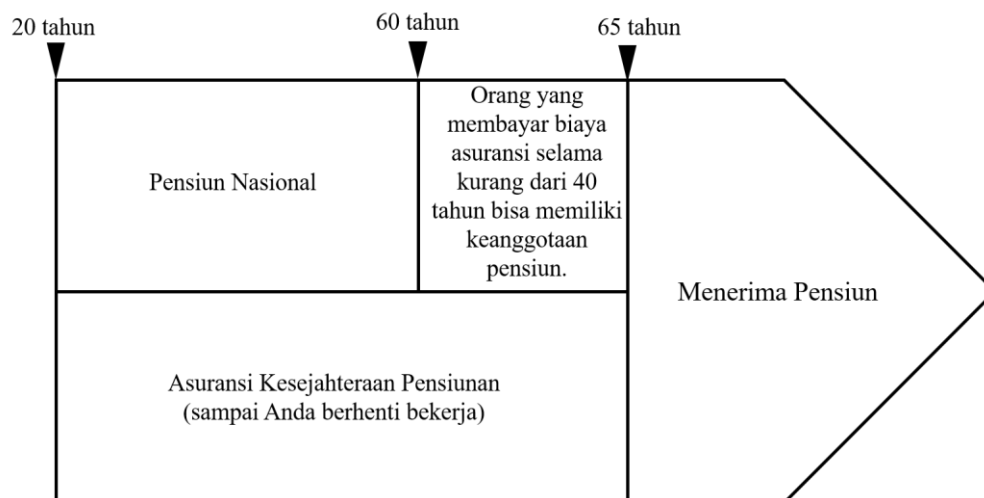 20 tahun
60 tahun
65 tahun
Pensiun Nasional
Orang yang
membayar biaya
asuransi selama
kurang dari 40
tahun bisa memiliki
keanggotaan
pensiun.
Menerima Pensiun
Asuransi Kesejahteraan Pensiunan
(sampai Anda berhenti bekerja)